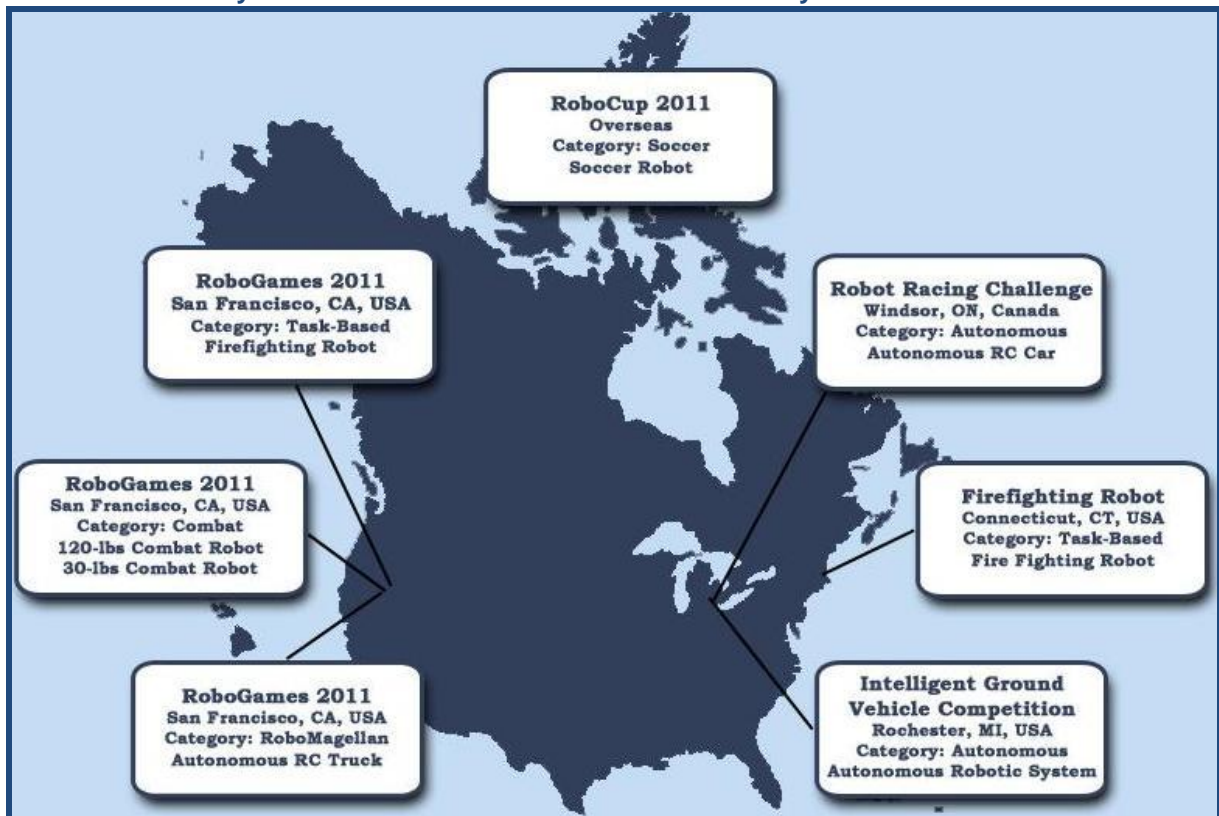 RoboCup 2011
Overseas
Category: Soccer
Soccer Robot
RoboGames 2011
San Francisco, CA, USA
Category: Task-Based
Firefighting Robot
Robot Racing Challenge
Windsor, ON, Canada
Category: Autonomous
Autonomous RC Car
RoboGames 2011
San Francisco, CA, USA
Category: Combat
120-lbs Combat Robot
30-lbs Combat Robot
Firefighting Robot
Connecticut, CT, USA
Category: Task-Based
Fire Fighting Robot
RoboGames 2011
San Francisco, CA, USA
Category: RoboMagellan
Autonomous RC Truck
Intelligent Ground
Vehicle Competition
Rochester, MI, USA
Category: Autonomous
Autonomous Robotic System